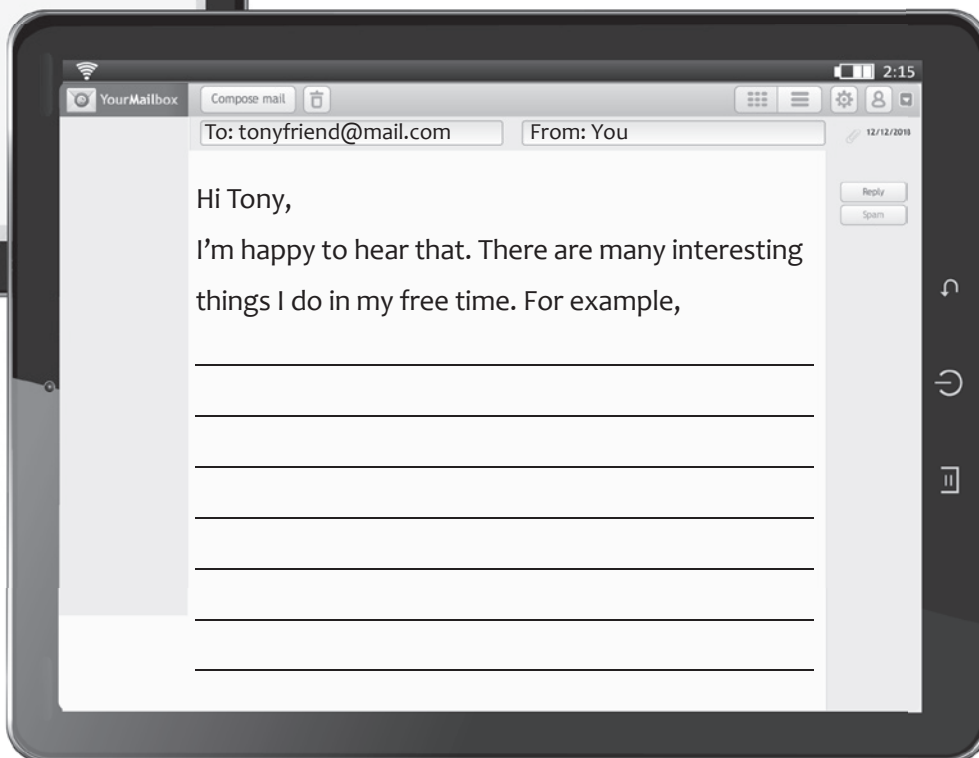 2:15
YourMailbox Compose mail
To: tonyfriend@mail.com From: You 12/12/2018
Reply
Spam
Hi Tony,
I'm happy to hear that. There are many interesting
things I do in my free time. For example,